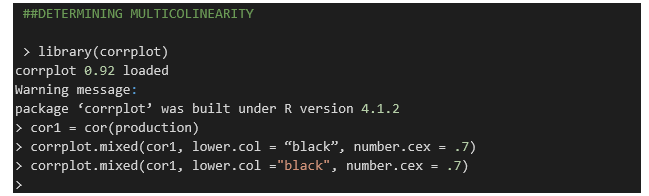 ##DETERMINING MULTICOLINEARITY
> library(corrplot)
corrplot 0.92 loaded
Warning message:
package ‘corrplot’ was built under R version 4.1.2
> cor1 = cor(production)
> corrplot.mixed(cor1, lower.col = “black”, number.cex = .7)
> corrplot.mixed(cor1, lower.col ="black", number.cex = .7)
>